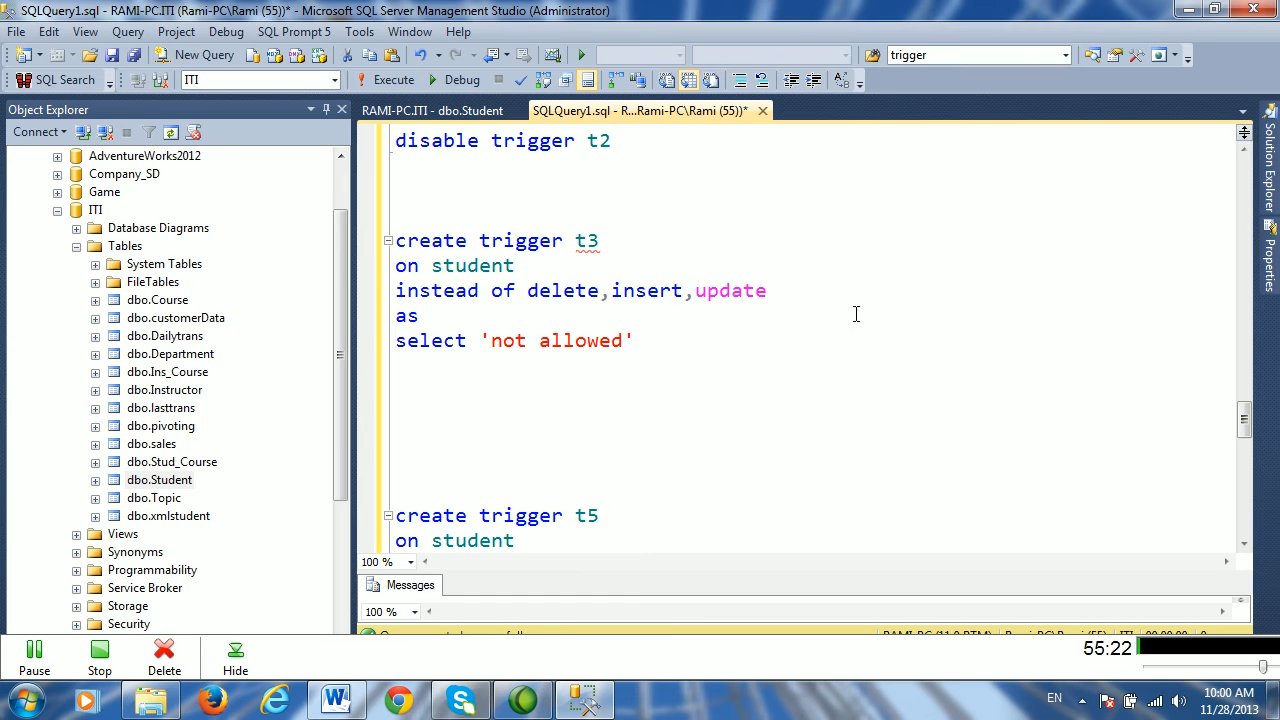 SQLQuery1.sql - RAMI-PC.ITI (Rami-PC\Rami (55))* - Microsoft SQL Server Management Studio (Administrator)
File Edit View Query Project Debug SQL Prompt 5 Tools Window Help
New Query trigger
SQL Search ITI Execute Debug
Object Explorer
RAMI-PC.ITI - dbo.Student SQLQuery1.sql - R...Rami-PC\Rami (55))*
Connect
AdventureWorks2012
Company_SD
Game
ITI
Database Diagrams
Tables
System Tables
FileTables
dbo.Course
dbo.customerData
dbo.Dailytrans
dbo.Department
dbo.Ins_Course
dbo.Instructor
dbo.lasttrans
dbo.pivoting
dbo.sales
dbo.Stud_Course
dbo.Student
dbo.Topic
dbo.xmlstudent
Views
Synonyms
Programmability
Service Broker
Storage
Security
disable trigger t2
create trigger t3
on student
instead of delete,insert,update
as
select 'not allowed'
create trigger t5
on student
100 %
Messages
100 %
Solution Explorer
Properties
Pause Stop Delete Hide
55:22
EN
10:00 AM
11/28/2013